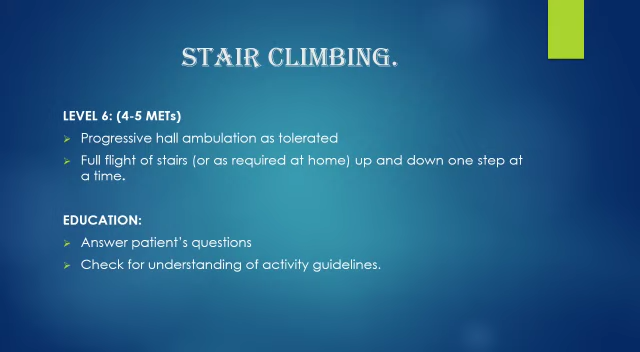 STAIR CLIMBING.
LEVEL 6: (4-5 METs)
➢ Progressive hall ambulation as tolerated
➢ Full flight of stairs (or as required at home) up and down one step at
a time.
EDUCATION:
➢ Answer patient’s questions
➢ Check for understanding of activity guidelines.